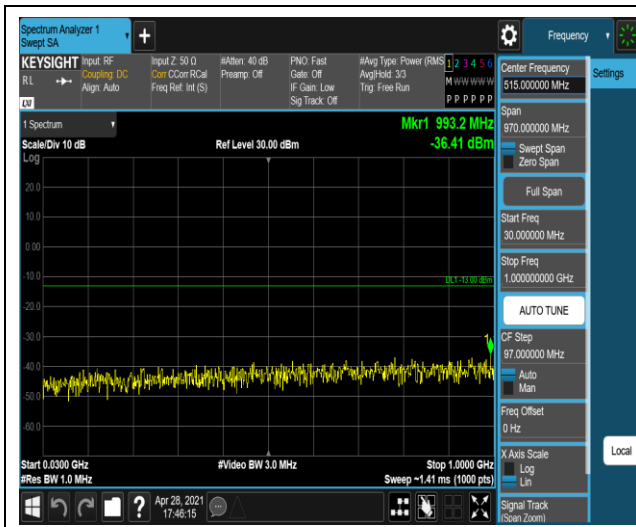 Spectrum Analyzer 1
Swept SA
+
Frequency
KEYSIGHT
RL
LXI
Input: RF
Coupling: DC
Align: Auto
Input Z: 50 Ω
Corr CCorr RCal
Freq Ref: Int (S)
#Atten: 40 dB
Preamp: Off
PNO: Fast
Gate: Off
IF Gain: Low
Sig Track: Off
#Avg Type: Power (RMS
Avg|Hold: 3/3
Trig: Free Run
1 2 3 4 5 6
M W W W W W
P P P P P P
1 Spectrum
Scale/Div 10 dB
Log
Ref Level 30.00 dBm
Mkr1 993.2 MHz
-36.41 dBm
20.0
10.0
0.00
-10.0
-20.0
-30.0
-40.0
-50.0
-60.0
DL1 -13.00 dBm
1
Start 0.0300 GHz
#Res BW 1.0 MHz
#Video BW 3.0 MHz
Stop 1.0000 GHz
Sweep ~1.41 ms (1000 pts)
?
Apr 28, 2021
17:46:15
Center Frequency
515.000000 MHz
Span
970.000000 MHz
Swept Span
Zero Span
Full Span
Start Freq
30.000000 MHz
Stop Freq
1.000000000 GHz
AUTO TUNE
CF Step
97.000000 MHz
Auto
Man
Freq Offset
0 Hz
X Axis Scale
Log
Lin
Signal Track
(Span Zoom)
Settings
Local